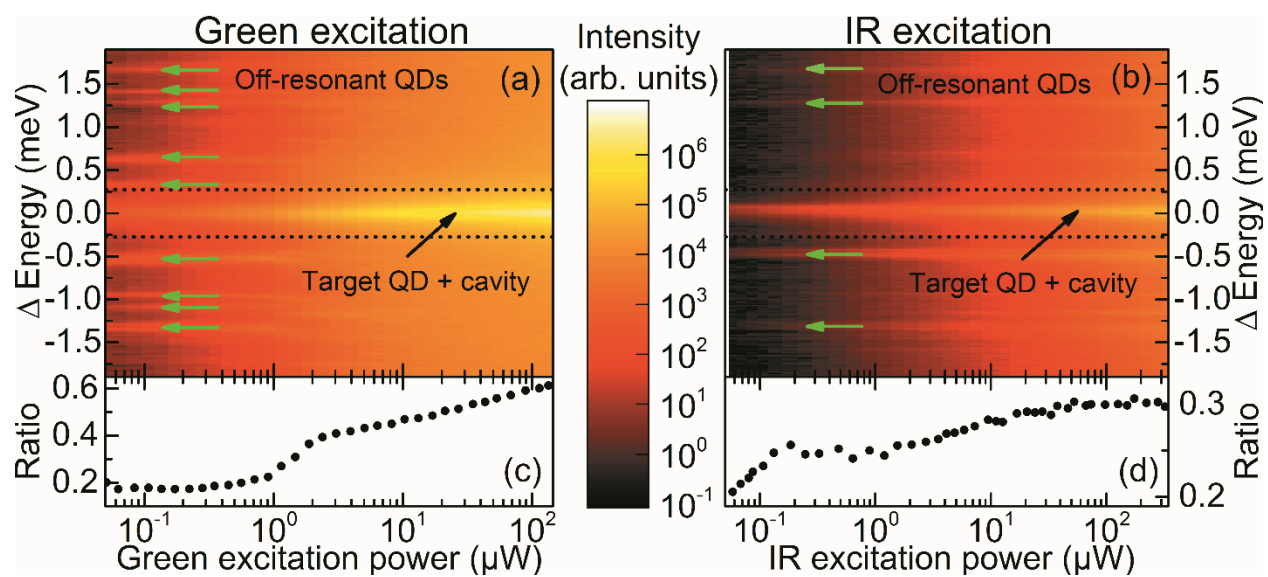 Green excitation
Intensity
(arb. units)
IR excitation
(a)
Off-resonant QDs
Target QD + cavity
Δ Energy (meV)
1.5
1.0
0.5
0.0
-0.5
-1.0
-1.5
10^6
10^5
10^4
10^3
10^2
10^1
10^0
10^-1
(b)
Off-resonant QDs
Target QD + cavity
1.5
1.0
0.5
0.0
-0.5
-1.0
-1.5
Δ Energy (meV)
Ratio
0.6
0.4
0.2
(c)
10^-1
10^0
10^1
10^2
Green excitation power (µW)
(d)
0.3
0.2
Ratio
10^-1
10^0
10^1
10^2
IR excitation power (µW)